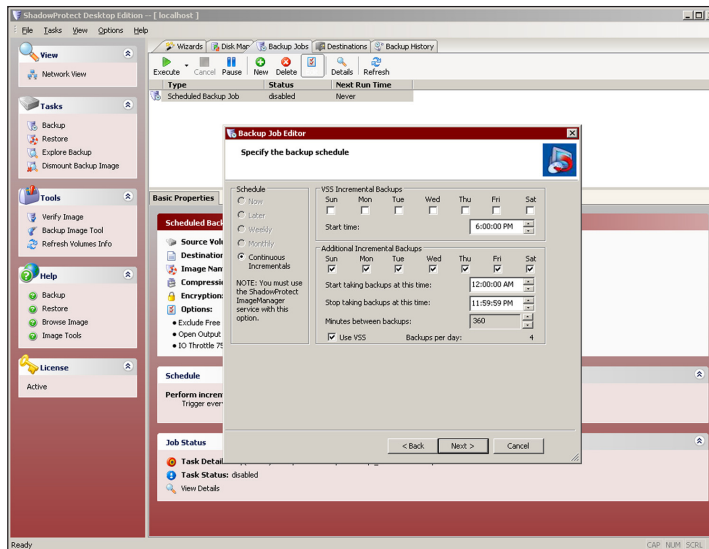 ShadowProtect Desktop Edition -- [ localhost ]
File Tasks View Options Help
View
Network View
Tasks
Backup
Restore
Explore Backup
Dismount Backup Image
Tools
Verify Image
Backup Image Tool
Refresh Volumes Info
Help
Backup
Restore
Browse Image
Image Tools
License
Active
Wizards Disk Map Backup Jobs Destinations Backup History
Execute Cancel Pause New Delete Details Refresh
Type Status Next Run Time
Scheduled Backup Job disabled Never
Basic Properties
Scheduled Back
Source Volu
Destination
Image Nam
Compressi
Encryption:
Options:
Exclude Free
Open Output
IO Throttle 75
Schedule
Perform incren
Trigger ever
Job Status
Task Detail
Task Status: disabled
View Details
Backup Job Editor
Specify the backup schedule
Schedule
Now
Later
Weekly
Monthly
Continuous
Incrementals
NOTE: You must use
the ShadowProtect
ImageManager
service with this
option.
VSS Incremental Backups
Sun Mon Tue Wed Thu Fri Sat
Start time: 6:00:00 PM
Additional Incremental Backups
Sun Mon Tue Wed Thu Fri Sat
Start taking backups at this time: 12:00:00 AM
Stop taking backups at this time: 11:59:59 PM
Minutes between backups: 360
Use VSS Backups per day: 4
< Back Next > Cancel
Ready CAP NUM SCRL